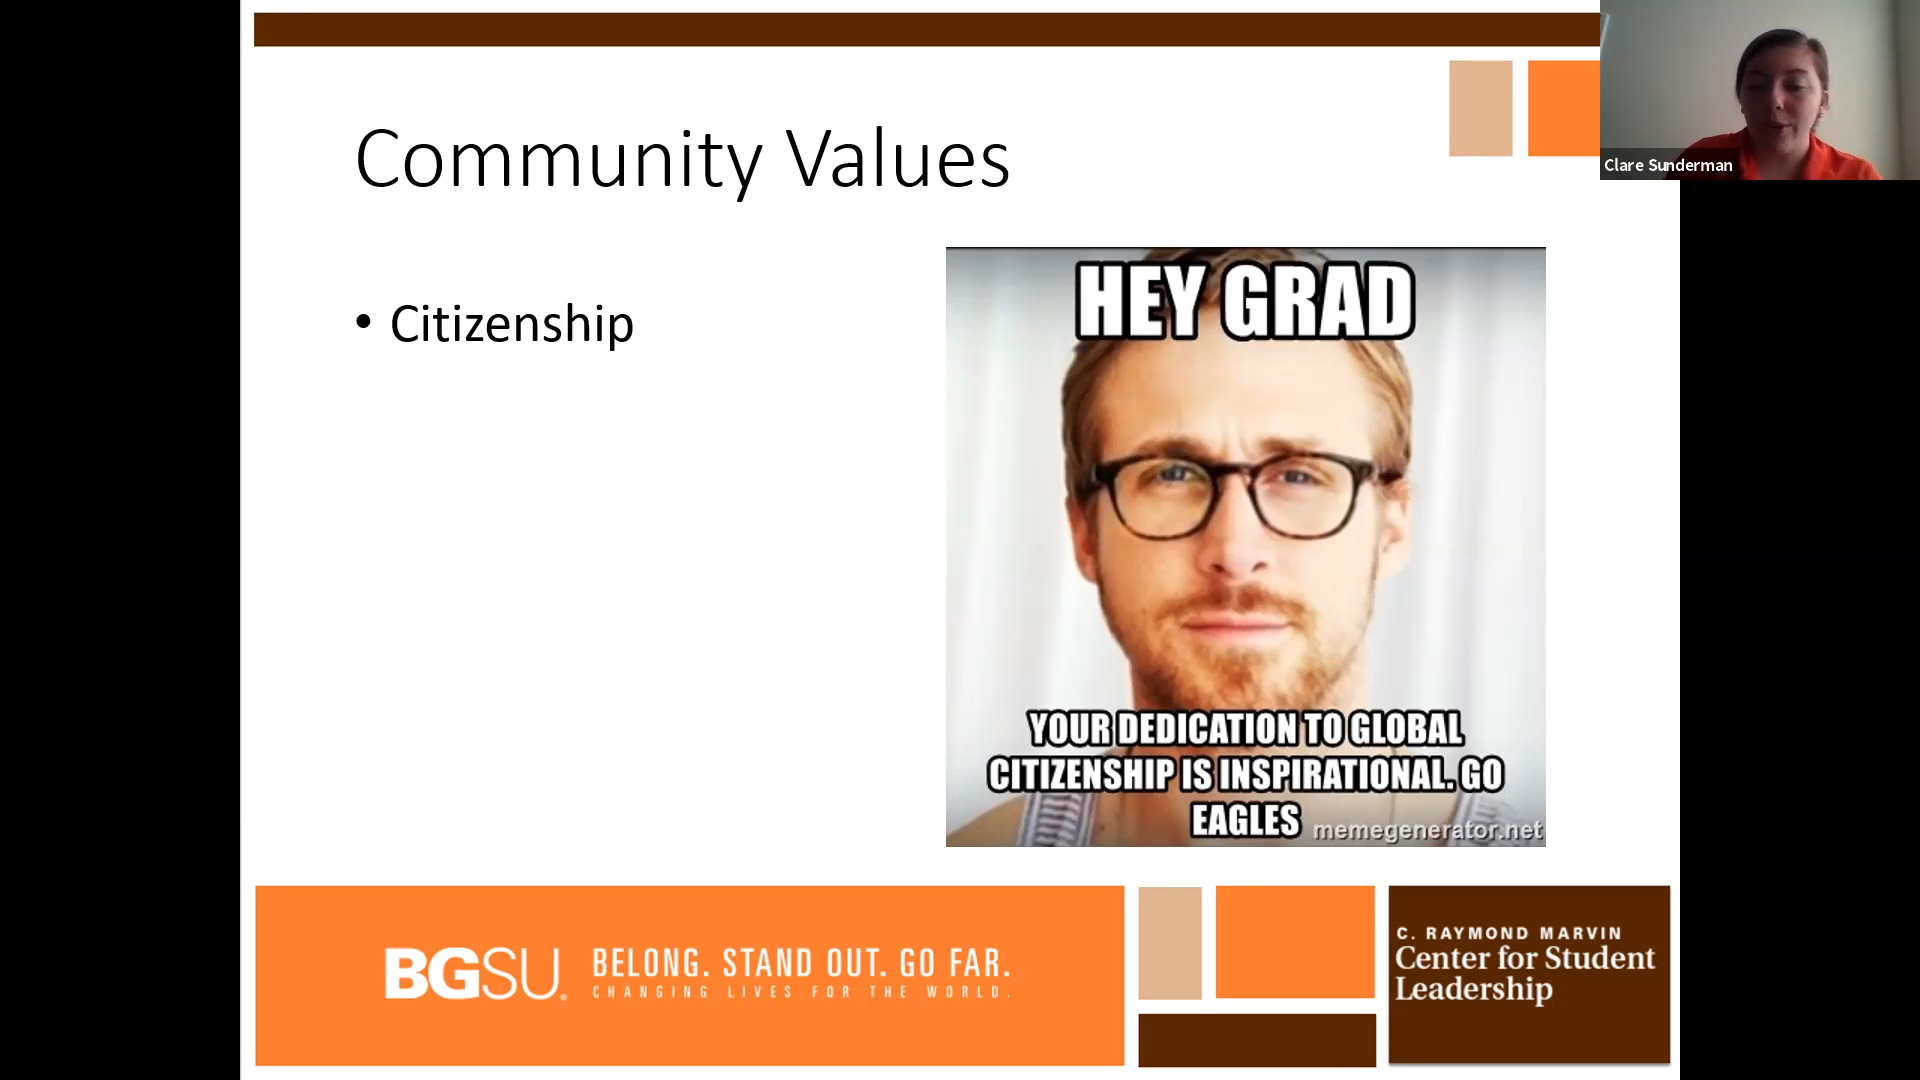 Community Values
Clare Sunderman
• Citizenship
HEY GRAD
YOUR DEDICATION TO GLOBAL
CITIZENSHIP IS INSPIRATIONAL. GO
EAGLES
memegenerator.net
BGSU®
BELONG. STAND OUT. GO FAR.
CHANGING LIVES FOR THE WORLD.
C. RAYMOND MARVIN
Center for Student
Leadership